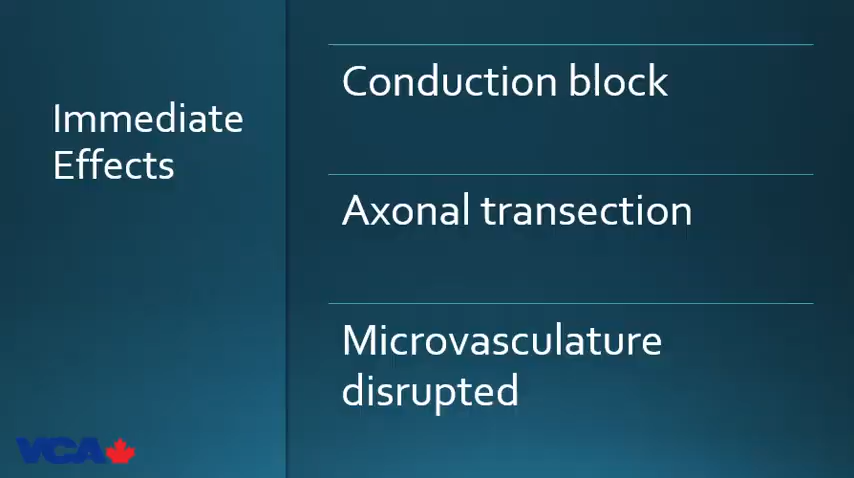 Immediate
Effects
Conduction block
Axonal transection
Microvasculature
disrupted
VCA